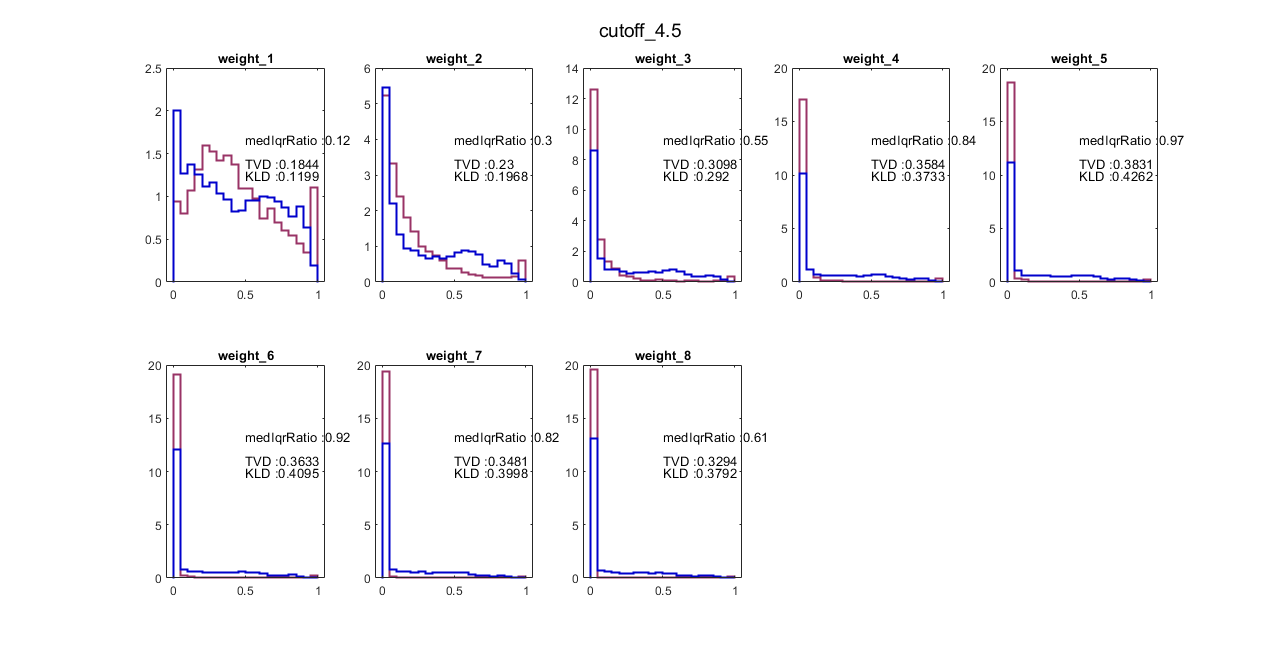 cutoff_4.5
weight_1
2.5
2
1.5
1
0.5
0
0
0.5
1
medIqrRatio :0.12
TVD :0.1844
KLD :0.1199
weight_2
6
5
4
3
2
1
0
0
0.5
1
medIqrRatio :0.3
TVD :0.23
KLD :0.1968
weight_3
14
12
10
8
6
4
2
0
0
0.5
1
medIqrRatio :0.55
TVD :0.3098
KLD :0.292
weight_4
20
15
10
5
0
0
0.5
1
medIqrRatio :0.84
TVD :0.3584
KLD :0.3733
weight_5
20
15
10
5
0
0
0.5
1
medIqrRatio :0.97
TVD :0.3831
KLD :0.4262
weight_6
20
15
10
5
0
0
0.5
1
medIqrRatio :0.92
TVD :0.3633
KLD :0.4095
weight_7
20
15
10
5
0
0
0.5
1
medIqrRatio :0.82
TVD :0.3481
KLD :0.3998
weight_8
20
15
10
5
0
0
0.5
1
medIqrRatio :0.61
TVD :0.3294
KLD :0.3792